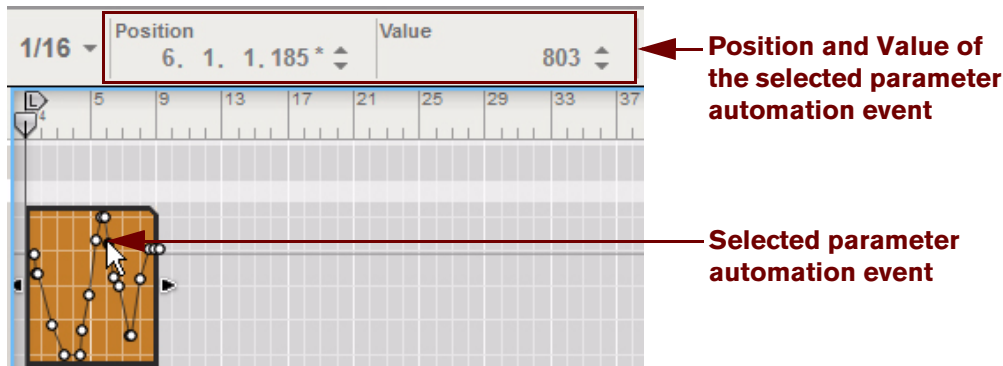 Position
Value
1/16
6. 1. 1.185 *
803
Position and Value of
the selected parameter
automation event
L
4
5
9
13
17
21
25
29
33
37
Selected parameter
automation event